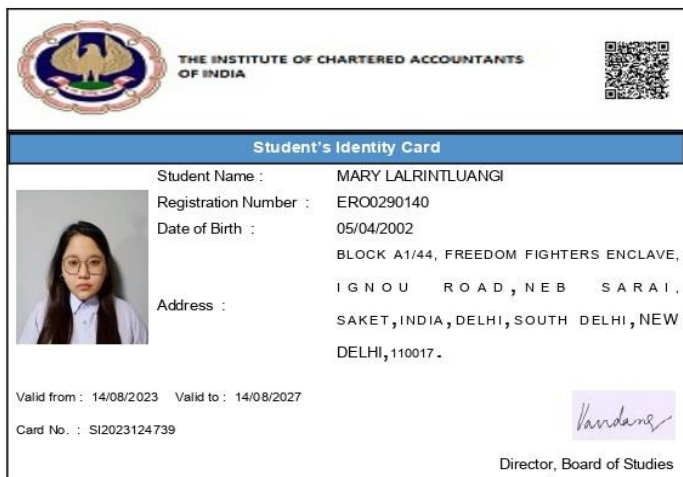 THE INSTITUTE OF CHARTERED ACCOUNTANTS
OF INDIA
Student's Identity Card
Student Name : MARY LALRINTLUANGI
Registration Number : ERO0290140
Date of Birth : 05/04/2002
Address : BLOCK A1/44, FREEDOM FIGHTERS ENCLAVE,
IGNOU ROAD, NEB SARAI,
SAKET, INDIA, DELHI, SOUTH DELHI, NEW
DELHI, 110017.
Valid from : 14/08/2023 Valid to : 14/08/2027
Card No. : SI2023124739
Director, Board of Studies